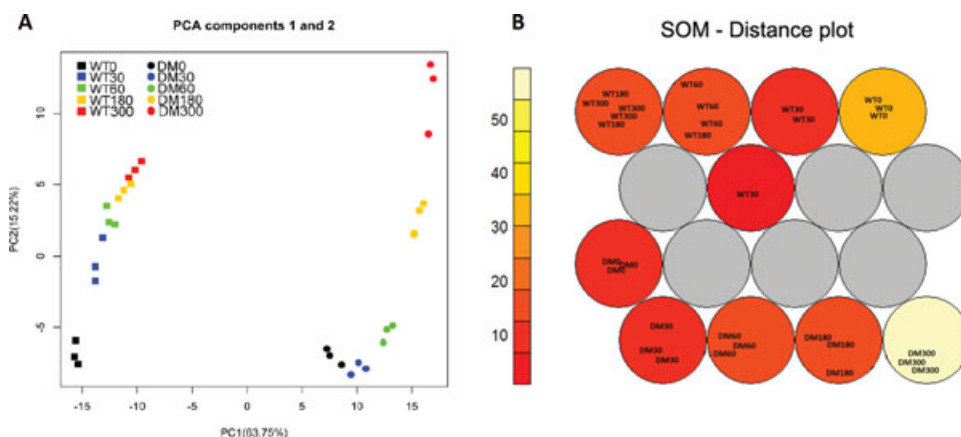 A
PCA components 1 and 2
WT0 DM0
WT30 DM30
WT60 DM60
WT180 DM180
WT300 DM300
10
5
0
-5
PC2(15.22%)
-15 -10 -5 0 5 10 15
PC1(63.75%)
B
SOM - Distance plot
50
40
30
20
10
WT180
WT300
WT300
WT300
WT180
WT60
WT60
WT60
WT180
WT30
WT30
WT0
WT0
WT0
WT30
DM0
DM0
DM0
DM30
DM30
DM30
DM60
DM60
DM60
DM180
DM180
DM180
DM300
DM300
DM300